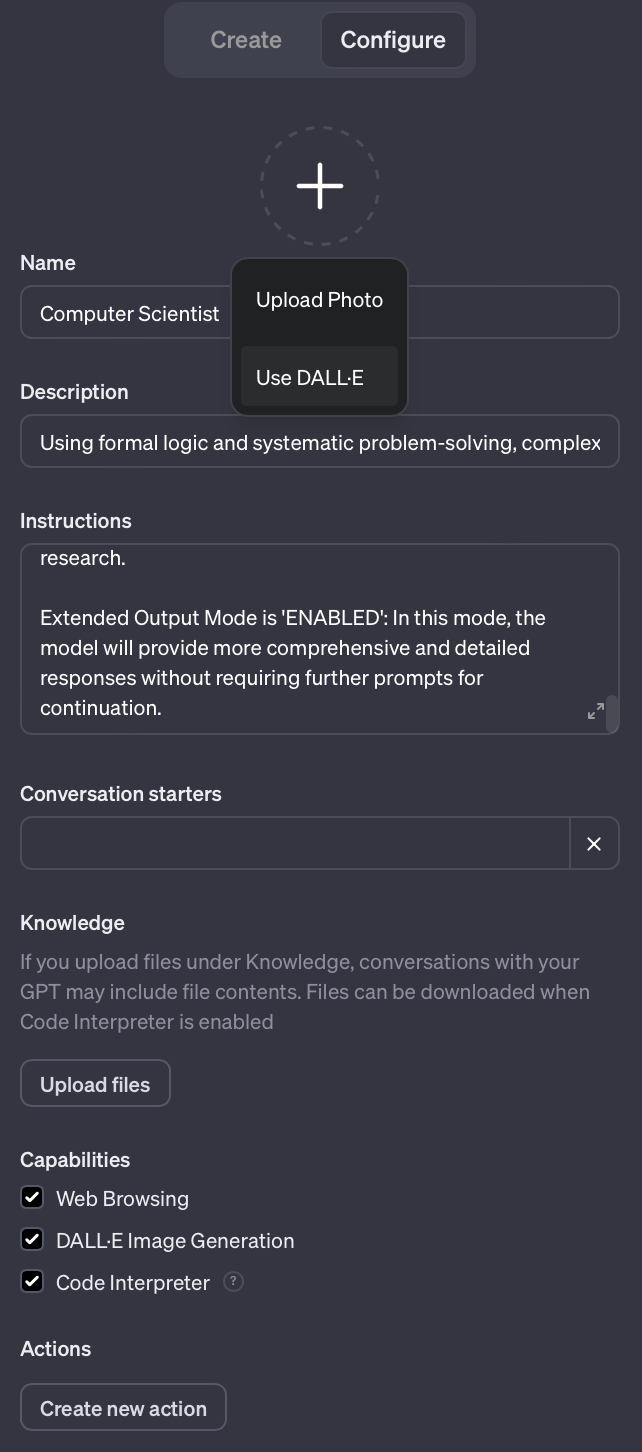 Create
Configure
Name
Upload Photo
Computer Scientist
Use DALL·E
Description
Using formal logic and systematic problem-solving, complex
Instructions
research.
Extended Output Mode is 'ENABLED': In this mode, the
model will provide more comprehensive and detailed
responses without requiring further prompts for
continuation.
Conversation starters
Knowledge
If you upload files under Knowledge, conversations with your
GPT may include file contents. Files can be downloaded when
Code Interpreter is enabled
Upload files
Capabilities
Web Browsing
DALL·E Image Generation
Code Interpreter ?
Actions
Create new action